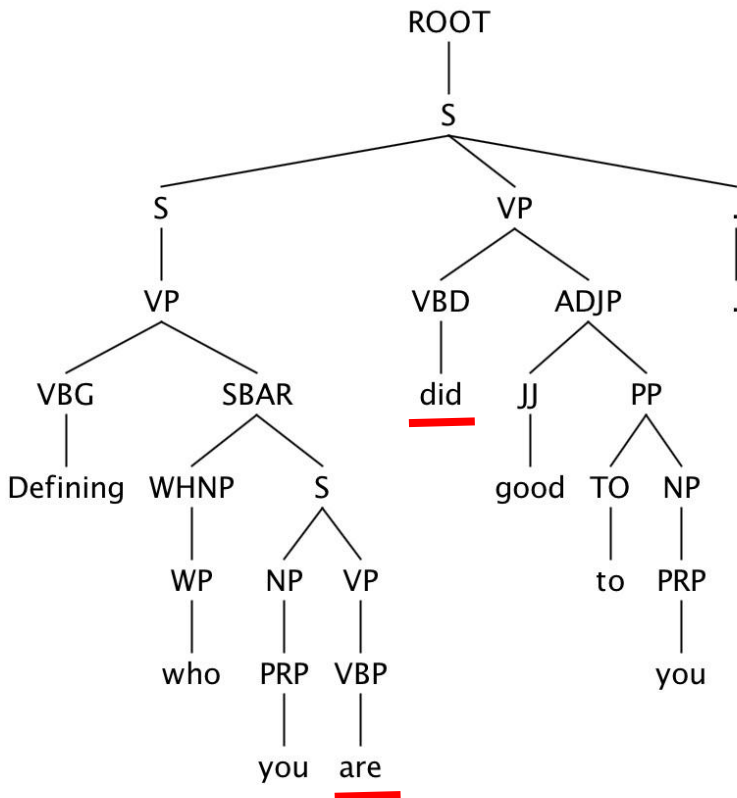 ROOT
S
S VP .
VP VBD ADJP .
VBG SBAR did JJ PP
Defining WHNP S good TO NP
WP NP VP to PRP
who PRP VBP you
you are